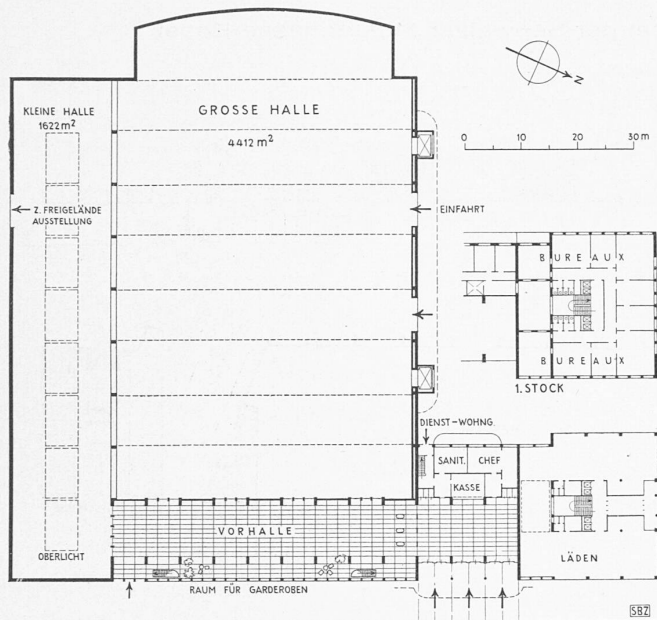 KLEINE HALLE
1622 m²
GROSSE HALLE
4412 m²
N
0 10 20 30 m
← Z. FREIGELÄNDE
AUSSTELLUNG
← EINFAHRT
BUREAUX
BUREAUX
1. STOCK
DIENST-WOHNG.
SANIT. CHEF
KASSE
VORHALLE
OBERLICHT
LÄDEN
RAUM FÜR GARDEROBEN
SBZ